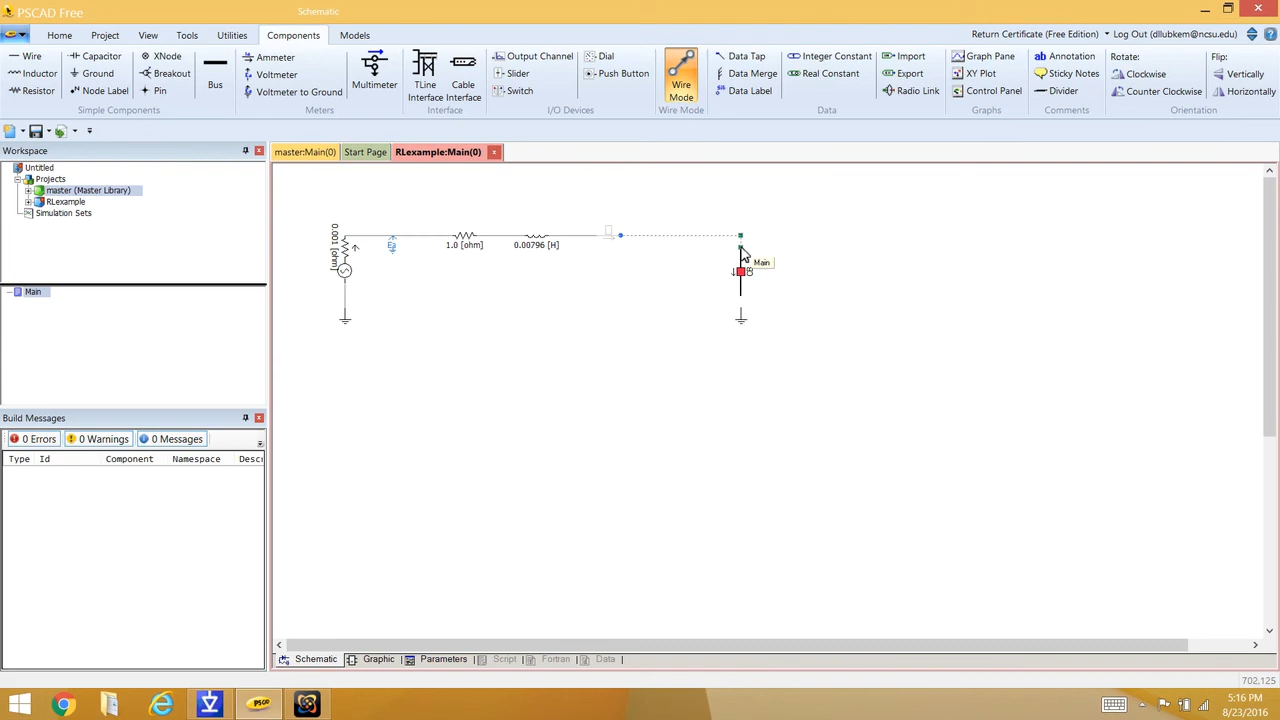 PSCAD Free
Schematic
Home Project View Tools Utilities Components Models
Return Certificate (Free Edition) Log Out (dllubkem@ncsu.edu)
Wire Capacitor XNode Ammeter Output Channel Dial Data Tap Integer Constant Import Graph Pane Annotation Rotate: Flip:
Inductor Ground Breakout Voltmeter Slider Push Button Data Merge Real Constant Export XY Plot Sticky Notes Clockwise Vertically
Resistor Node Label Pin Bus Voltmeter to Ground Multimeter TLine Interface Cable Interface Switch Wire Mode Data Label Radio Link Control Panel Divider Counter Clockwise Horizontally
Simple Components Meters Interface I/O Devices Wire Mode Data Graphs Comments Orientation
Workspace
master:Main(0) Start Page RLexample:Main(0)
Untitled
Projects
master (Master Library)
RLexample
Simulation Sets
Main
0.001 [ohm]
Ea
1.0 [ohm]
0.00796 [H]
Main
B
Build Messages
0 Errors 0 Warnings 0 Messages
Type Id Component Namespace Descr
Schematic Graphic Parameters Script Fortran Data
702,125
PSCAD
5:16 PM
8/23/2016